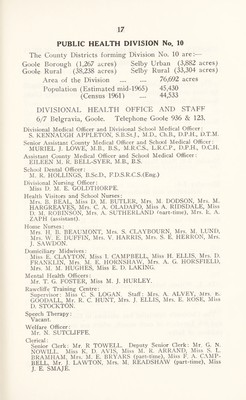 17
PUBLIC HEALTH DIVISION No. 10
The County Districts forming Division No. 10 are:—
Goole Borough (1,267 acres) Selby Urban (3,882 acres)
Goole Rural (38,238 acres) Selby Rural (33,304 acres)
Area ... ... ... ... 76,692 acres
Population (Estimated mid-1965) 45,430
(Census 1961) ... 44,533
DIVISIONAL HEALTH OFFICE AND STAFF
6/7 Belgravia, Goole. Telephone Goole 936 & 123.
Divisional Medical Officer and Divisional School Medical Officer:
S. KENNAUGH APPLETON, B.Sc., M.D., Ch.B., D.P.H., D.T.M.
Senior Assistant County Medical Officer and School Medical Officer:
MURIEL J. LOWE, M.B., B.S., M.R.C.S., L.R.C.P., D.P.H., D.C.H.
Assistant County Medical Officer and School Medical Officer:
EILEEN M. R. BELL-SYER, M.B., B.S.
School Dental Officer:
M. R. HOLLINGS, B.Sc.D., F.D.S.R.C.S.(Eng.)
Divisional Nursing Officer:
Miss D. M. E. GOLDTHORPE.
Health Visitors and School Nurses:
Mrs. B. BEAL, Miss D. M. BUTLER, Mrs. M. DODSON, Mrs. M.
HARGREAVES, Mrs. C. A. OLADAPO, Miss A. RIDSDALE, Miss
D. M. ROBINSON, Mrs. A. SUTHERLAND (part-time), Mrs. E. A.
ZAPH (assistant).
Home Nurses:
Mrs. H. B. BEAUMONT, Mrs. S. CLAYBOURN, Mrs. M. LUND,
Mrs. W. E. DUFFIN, Mrs. V. HARRIS, Mrs. S. E. HERRON, Mrs.
J. SAWDON.
Domiciliary Midwives:
Miss E. CLAYTON, Miss I. CAMPBELL, Miss H. ELLIS, Mrs. D.
FRANKLIN, Mrs. M. E. HORNSHAW, Mrs. A. G. HORSFIELD,
Mrs. M. M. HUGHES, Miss E. D. LAKING.
Mental Health Officers:
Mr. T. G. FOSTER, Miss M. J. HURLEY.
Rawcliffe Training Centre:
Supervisor: Miss C. S. LOGAN Staff: Mrs. A. ALVEY, Mrs. K.
GOODALL, Mr. R. C. HUNT, Mrs. J. ELLIS, Mrs. E. ROSE, Miss
D. STOCKTON.
Speech Therapy:
Vacant.
Welfare Officer:
Mr. N. SUTCLIFFE.
Clerical:
Senior Clerk: Mr. R. TOWELL. Deputy Senior Clerk: Mr. G. N.
NOWILL. Miss K. D. AVIS, Miss M. R. ARRAND, Miss S. L.
BRAMHAM, Mrs. M. E. BRYARS (part-time), Miss F. A. CAMP-
BELL, Mr. J. LAWTON, Mrs. M. READSHAW (part-time), Miss
J. E. SMAJE.